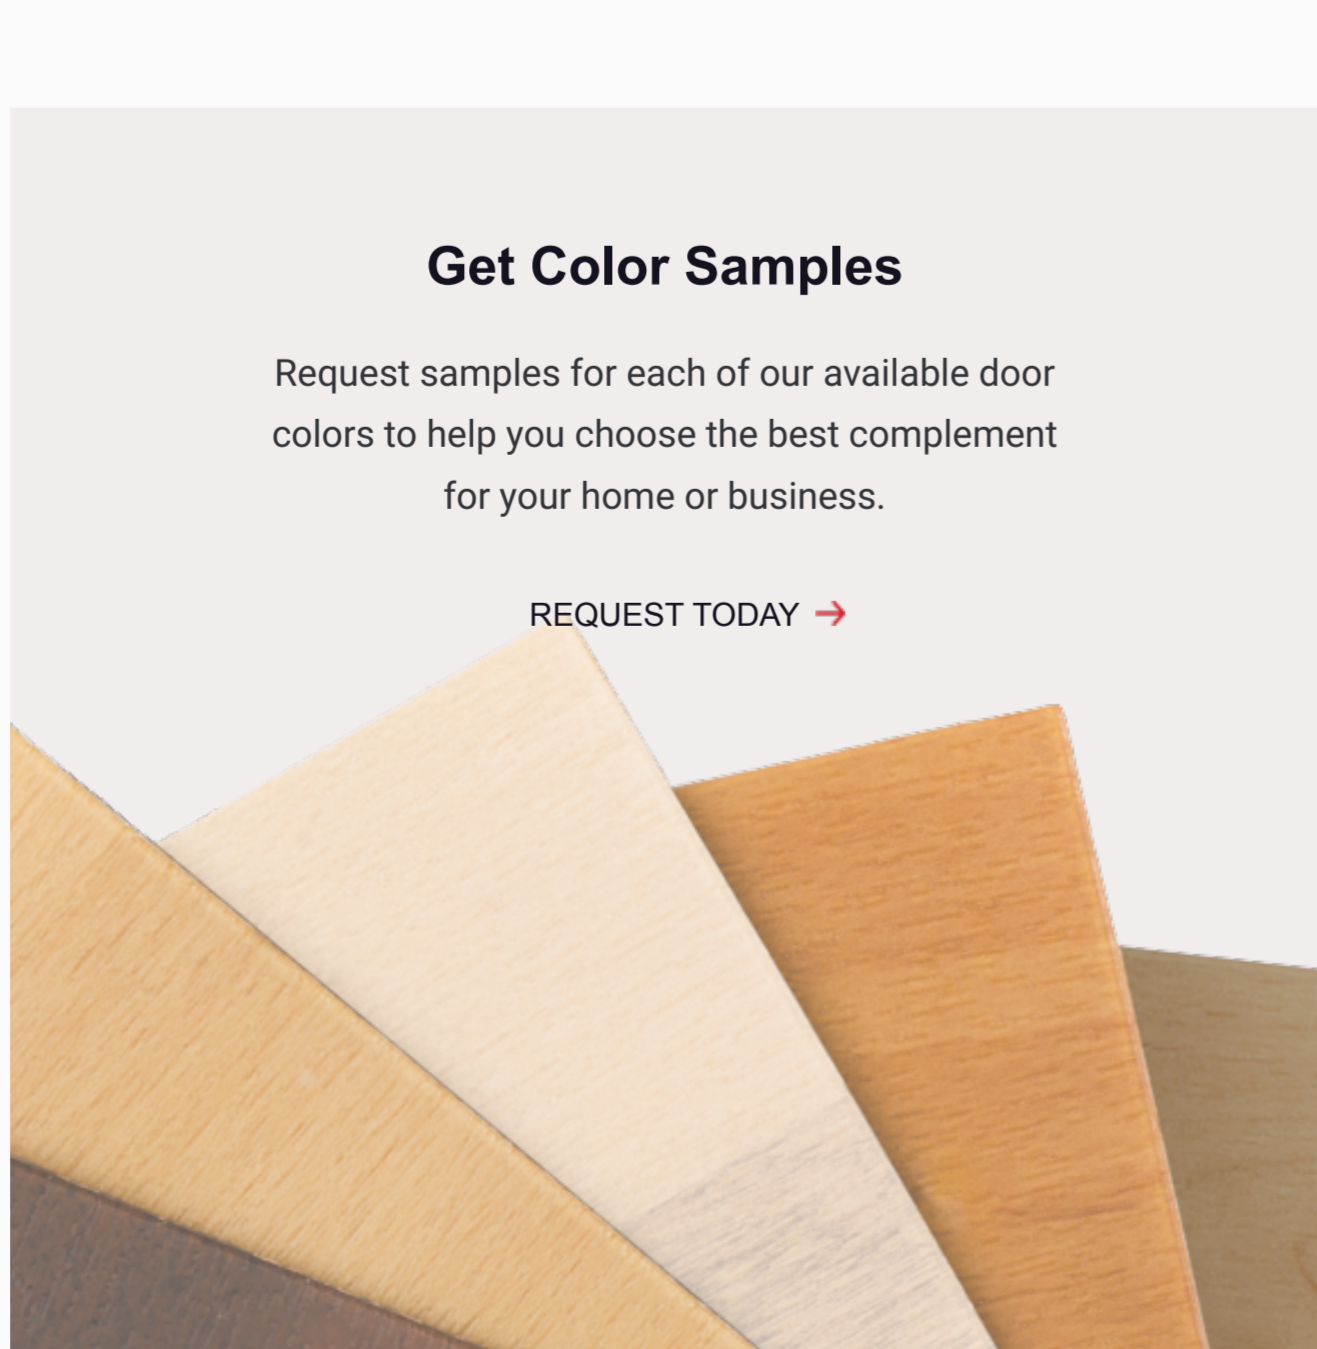 Get Color Samples
Request samples for each of our available door
colors to help you choose the best complement
for your home or business.
REQUEST TODAY